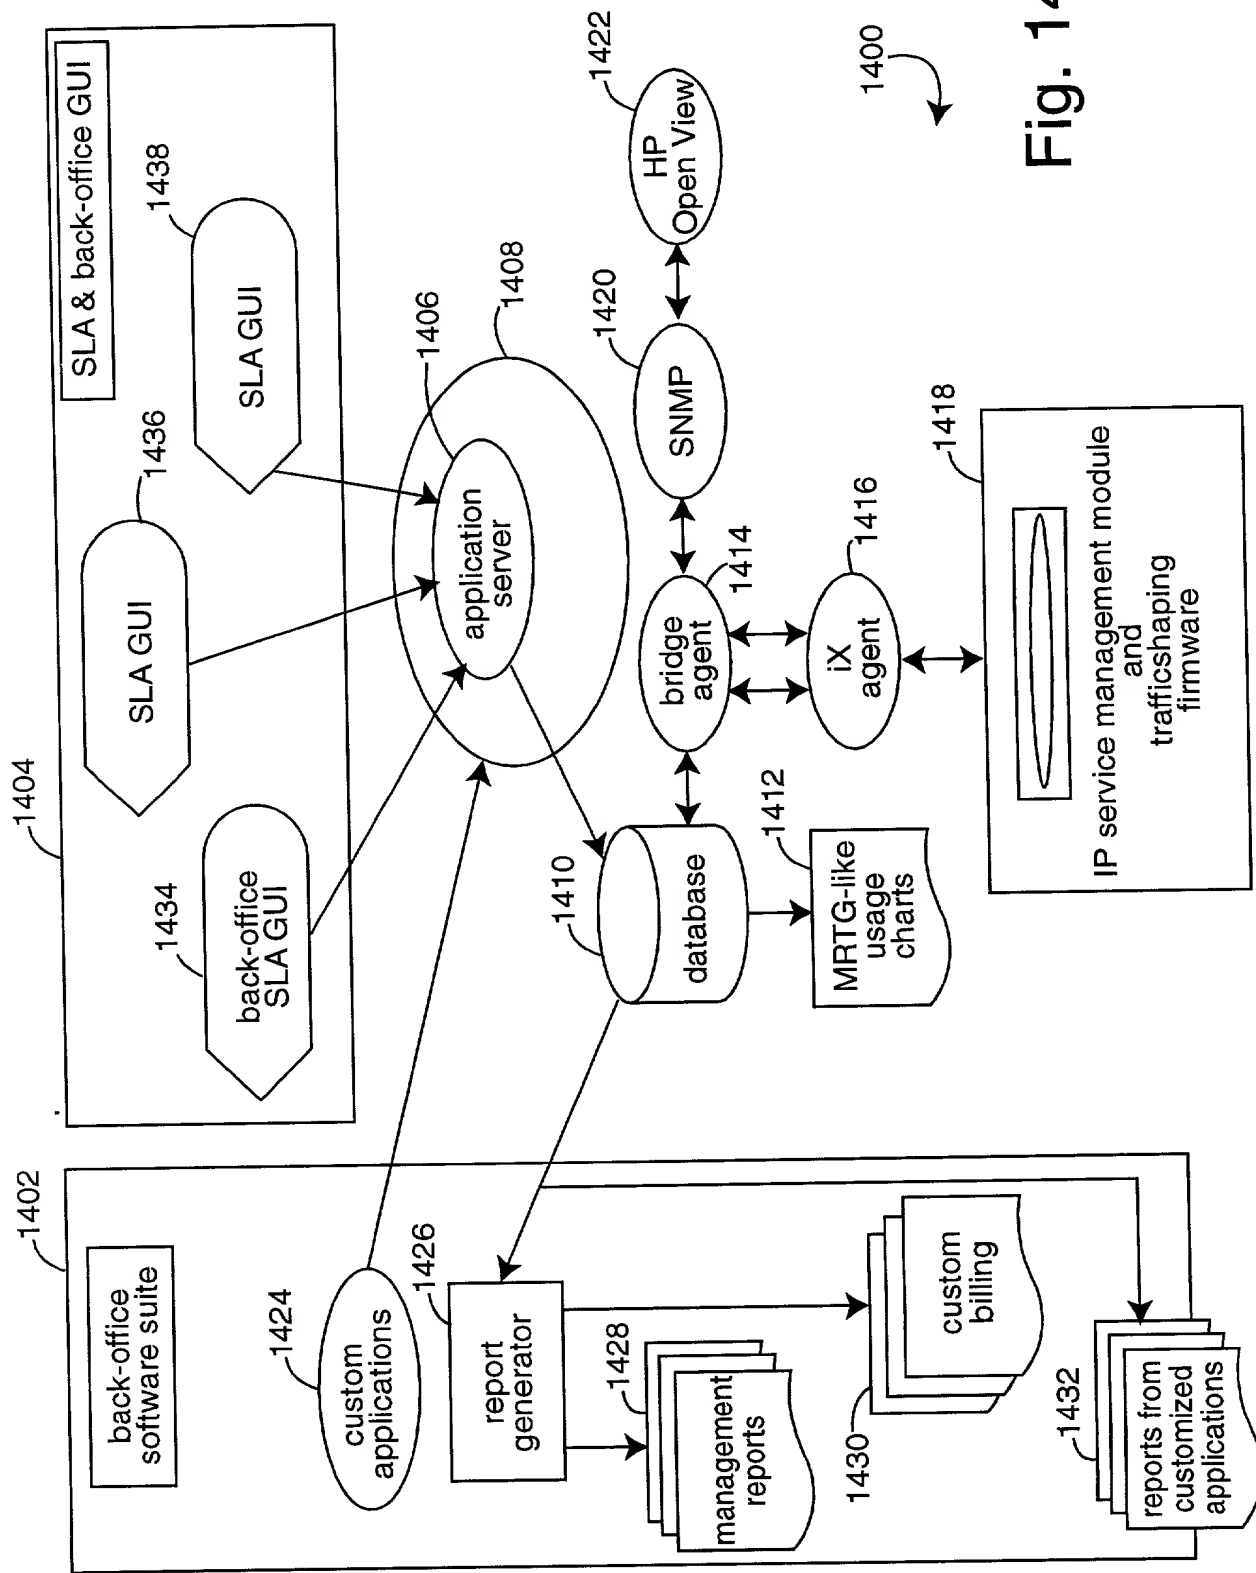 1402
back-office
software suite
1424
custom
applications
1426
report
generator
1428
management
reports
1430
custom
billing
1432
reports from
customized
applications
1404
SLA & back-office GUI
1434
back-office
SLA GUI
1436
SLA GUI
1438
SLA GUI
1406
1408
application
server
1410
database
1412
MRTG-like
usage
charts
1414
bridge
agent
1416
iX
agent
1418
IP service management module
and
trafficshaping
firmware
1420
SNMP
1422
HP
Open View
1400
Fig. 14